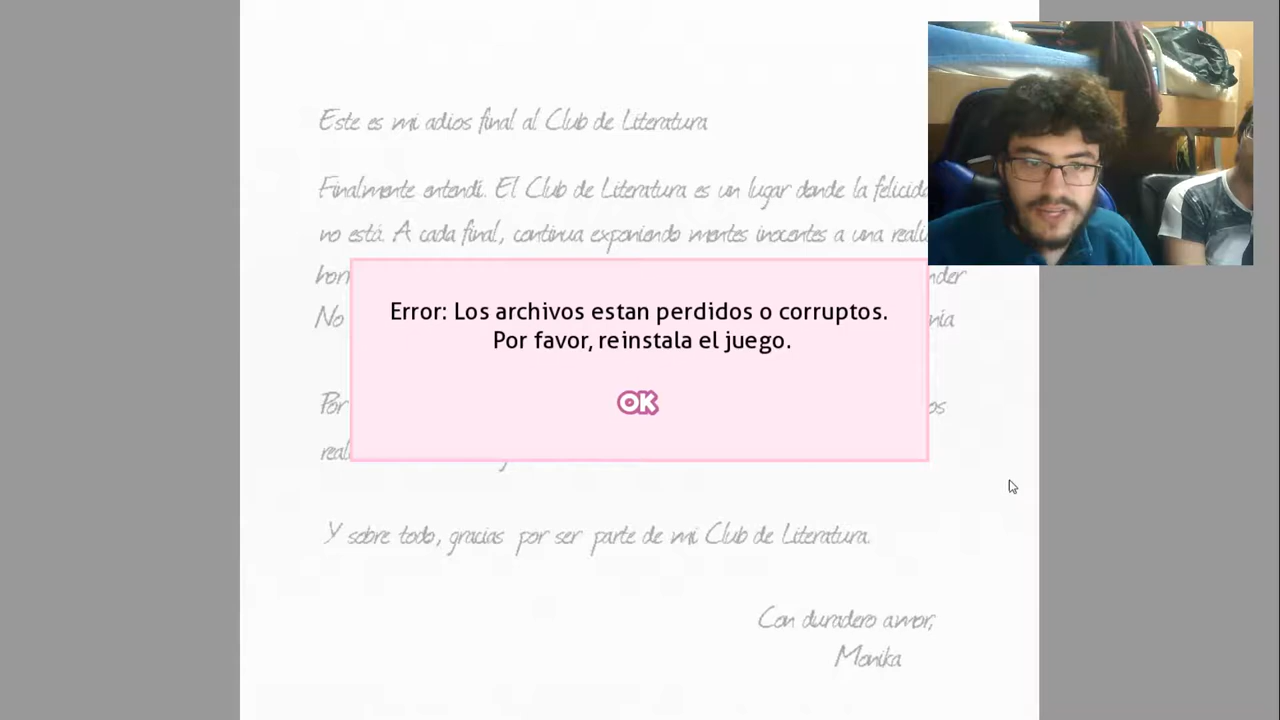 Este es mi adios final al Club de Literatura
Finalmente entendí. El Club de Literatura es un lugar donde la
no está. A cada final, continua exponiendo mentes inocentes a una
No
Error: Los archivos estan perdidos o corruptos.
Por favor, reinstala el juego.
OK
Por
Y sobre todo, gracias por ser parte de mi Club de Literatura.
Con duradero amor,
Monika